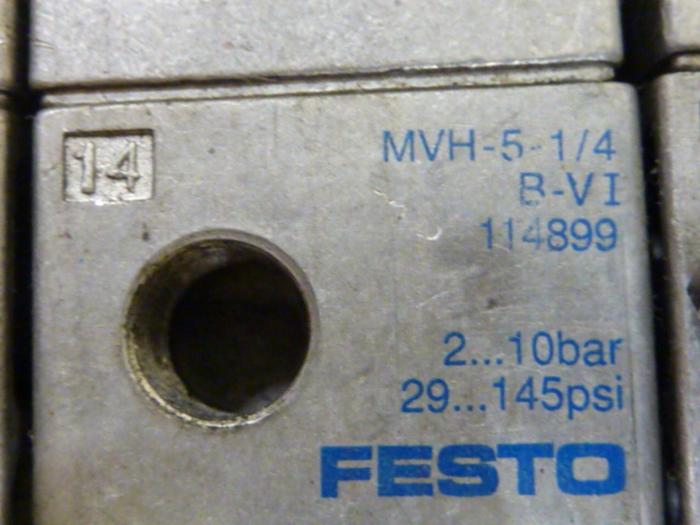 14
MVH-5-1/4
B-VI
114899
2...10bar
29...145psi
FESTO